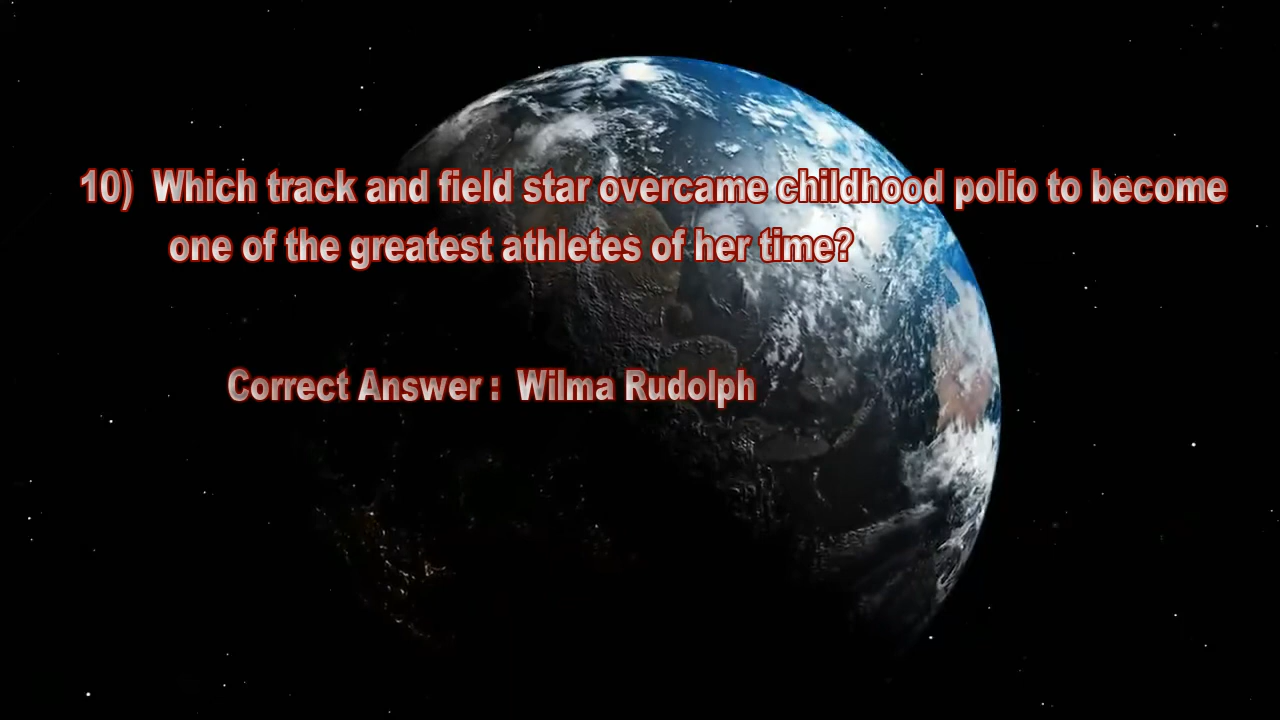 10) Which track and field star overcame childhood polio to become
one of the greatest athletes of her time?
Correct Answer : Wilma Rudolph